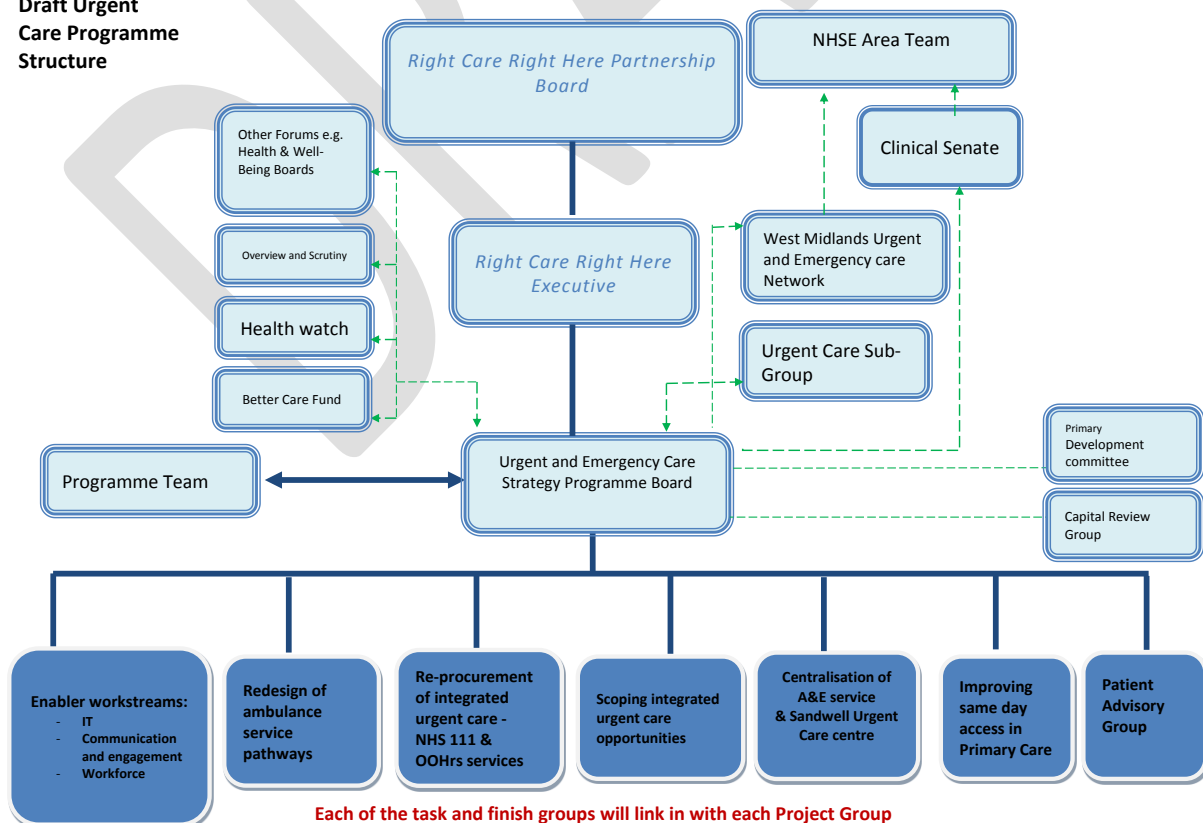 Draft Urgent
Care Programme
Structure
Right Care Right Here Partnership
Board
NHSE Area Team
Other Forums e.g.
Health & Well-
Being Boards
Clinical Senate
Overview and Scrutiny
Right Care Right Here
Executive
West Midlands Urgent
and Emergency care
Network
Health watch
Urgent Care Sub-
Group
Better Care Fund
Primary
Development
committee
Programme Team
Urgent and Emergency Care
Strategy Programme Board
Capital Review
Group
Enabler workstreams:
- IT
- Communication
and engagement
- Workforce
Redesign of
ambulance
service
pathways
Re-procurement
of integrated
urgent care -
NHS 111 &
OOHrs services
Scoping integrated
urgent care
opportunities
Centralisation of
A&E service
& Sandwell Urgent
Care centre
Improving
same day
access in
Primary Care
Patient
Advisory
Group
Each of the task and finish groups will link in with each Project Group